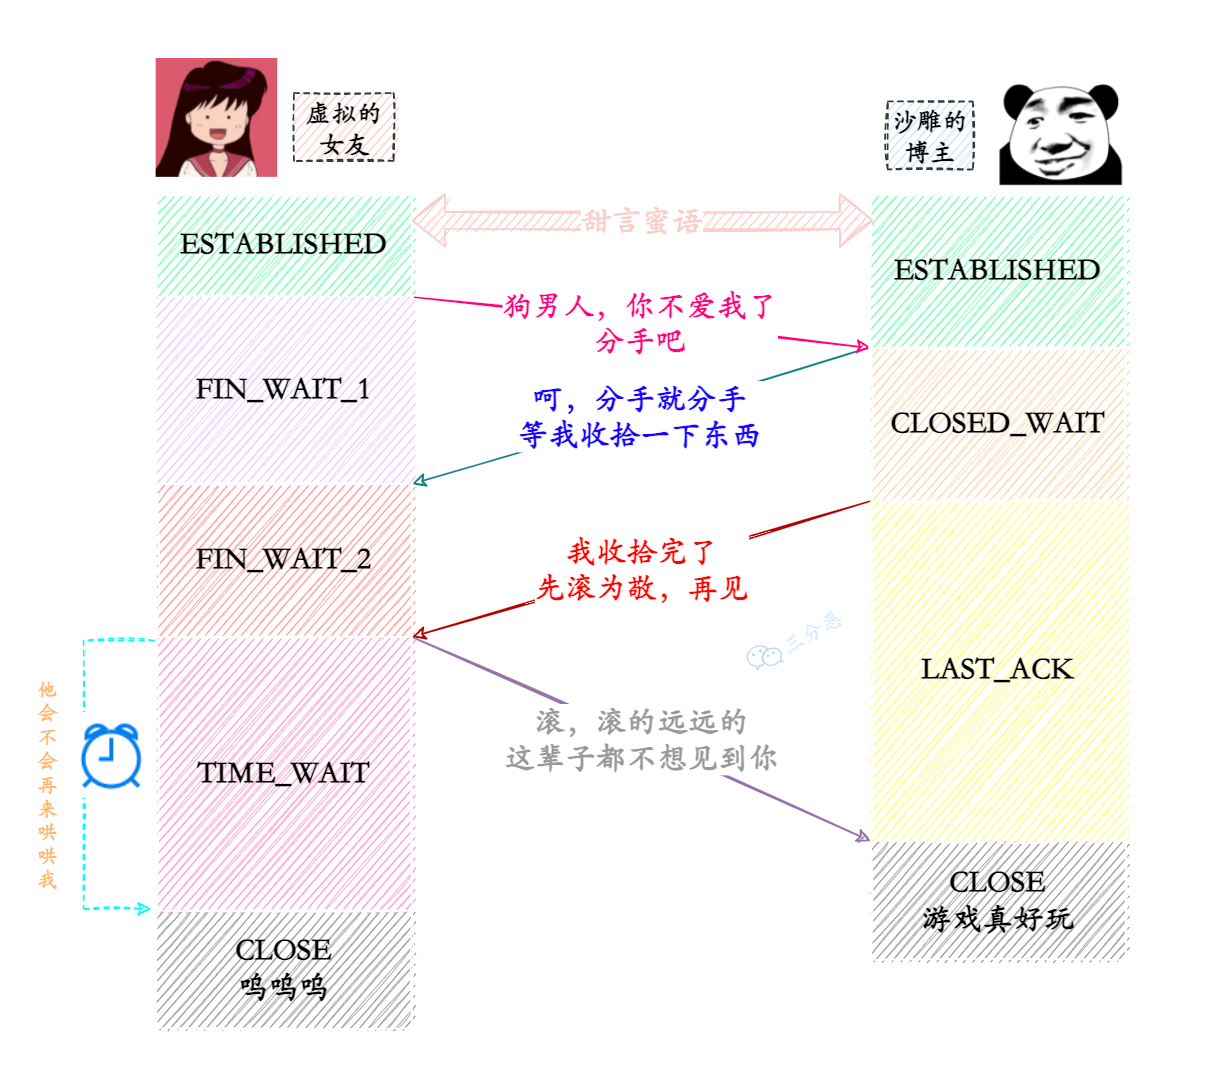 虚拟的
女友
沙雕的
博主
甜言蜜语
ESTABLISHED
ESTABLISHED
狗男人，你不爱我了
分手吧
FIN_WAIT_1
呵，分手就分手
等我收拾一下东西
CLOSED_WAIT
FIN_WAIT_2
我收拾完了
先滚为敬，再见
三分恶
LAST_ACK
他会不会再来哄哄我
滚，滚的远远的
这辈子都不想见到你
TIME_WAIT
CLOSE
游戏真好玩
CLOSE
呜呜呜